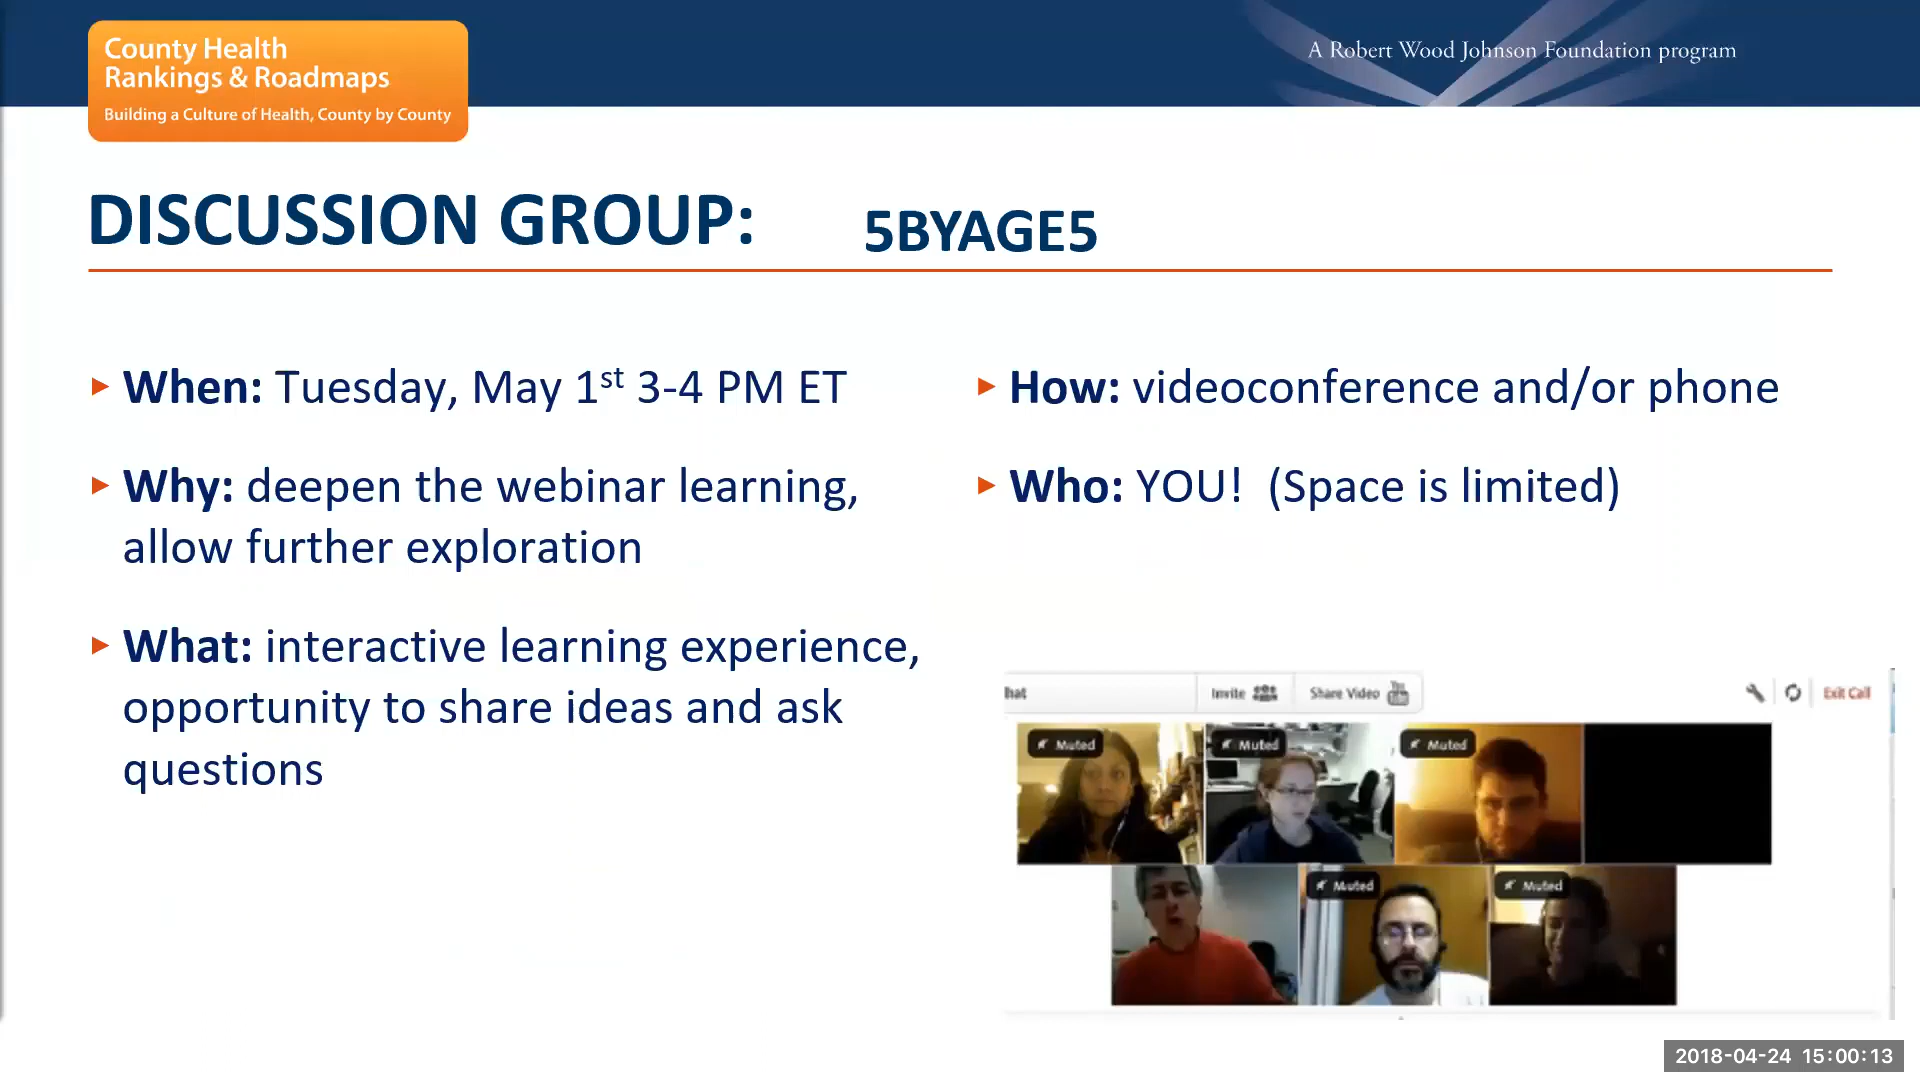 County Health
Rankings & Roadmaps
Building a Culture of Health, County by County
A Robert Wood Johnson Foundation program
DISCUSSION GROUP: 5BYAGE5
▸ When: Tuesday, May 1st 3-4 PM ET
▸ Why: deepen the webinar learning,
allow further exploration
▸ What: interactive learning experience,
opportunity to share ideas and ask
questions
▸ How: videoconference and/or phone
▸ Who: YOU! (Space is limited)
hat Invite Share Video Exit Call
Muted Muted Muted
Muted Muted
2018-04-24 15:00:13